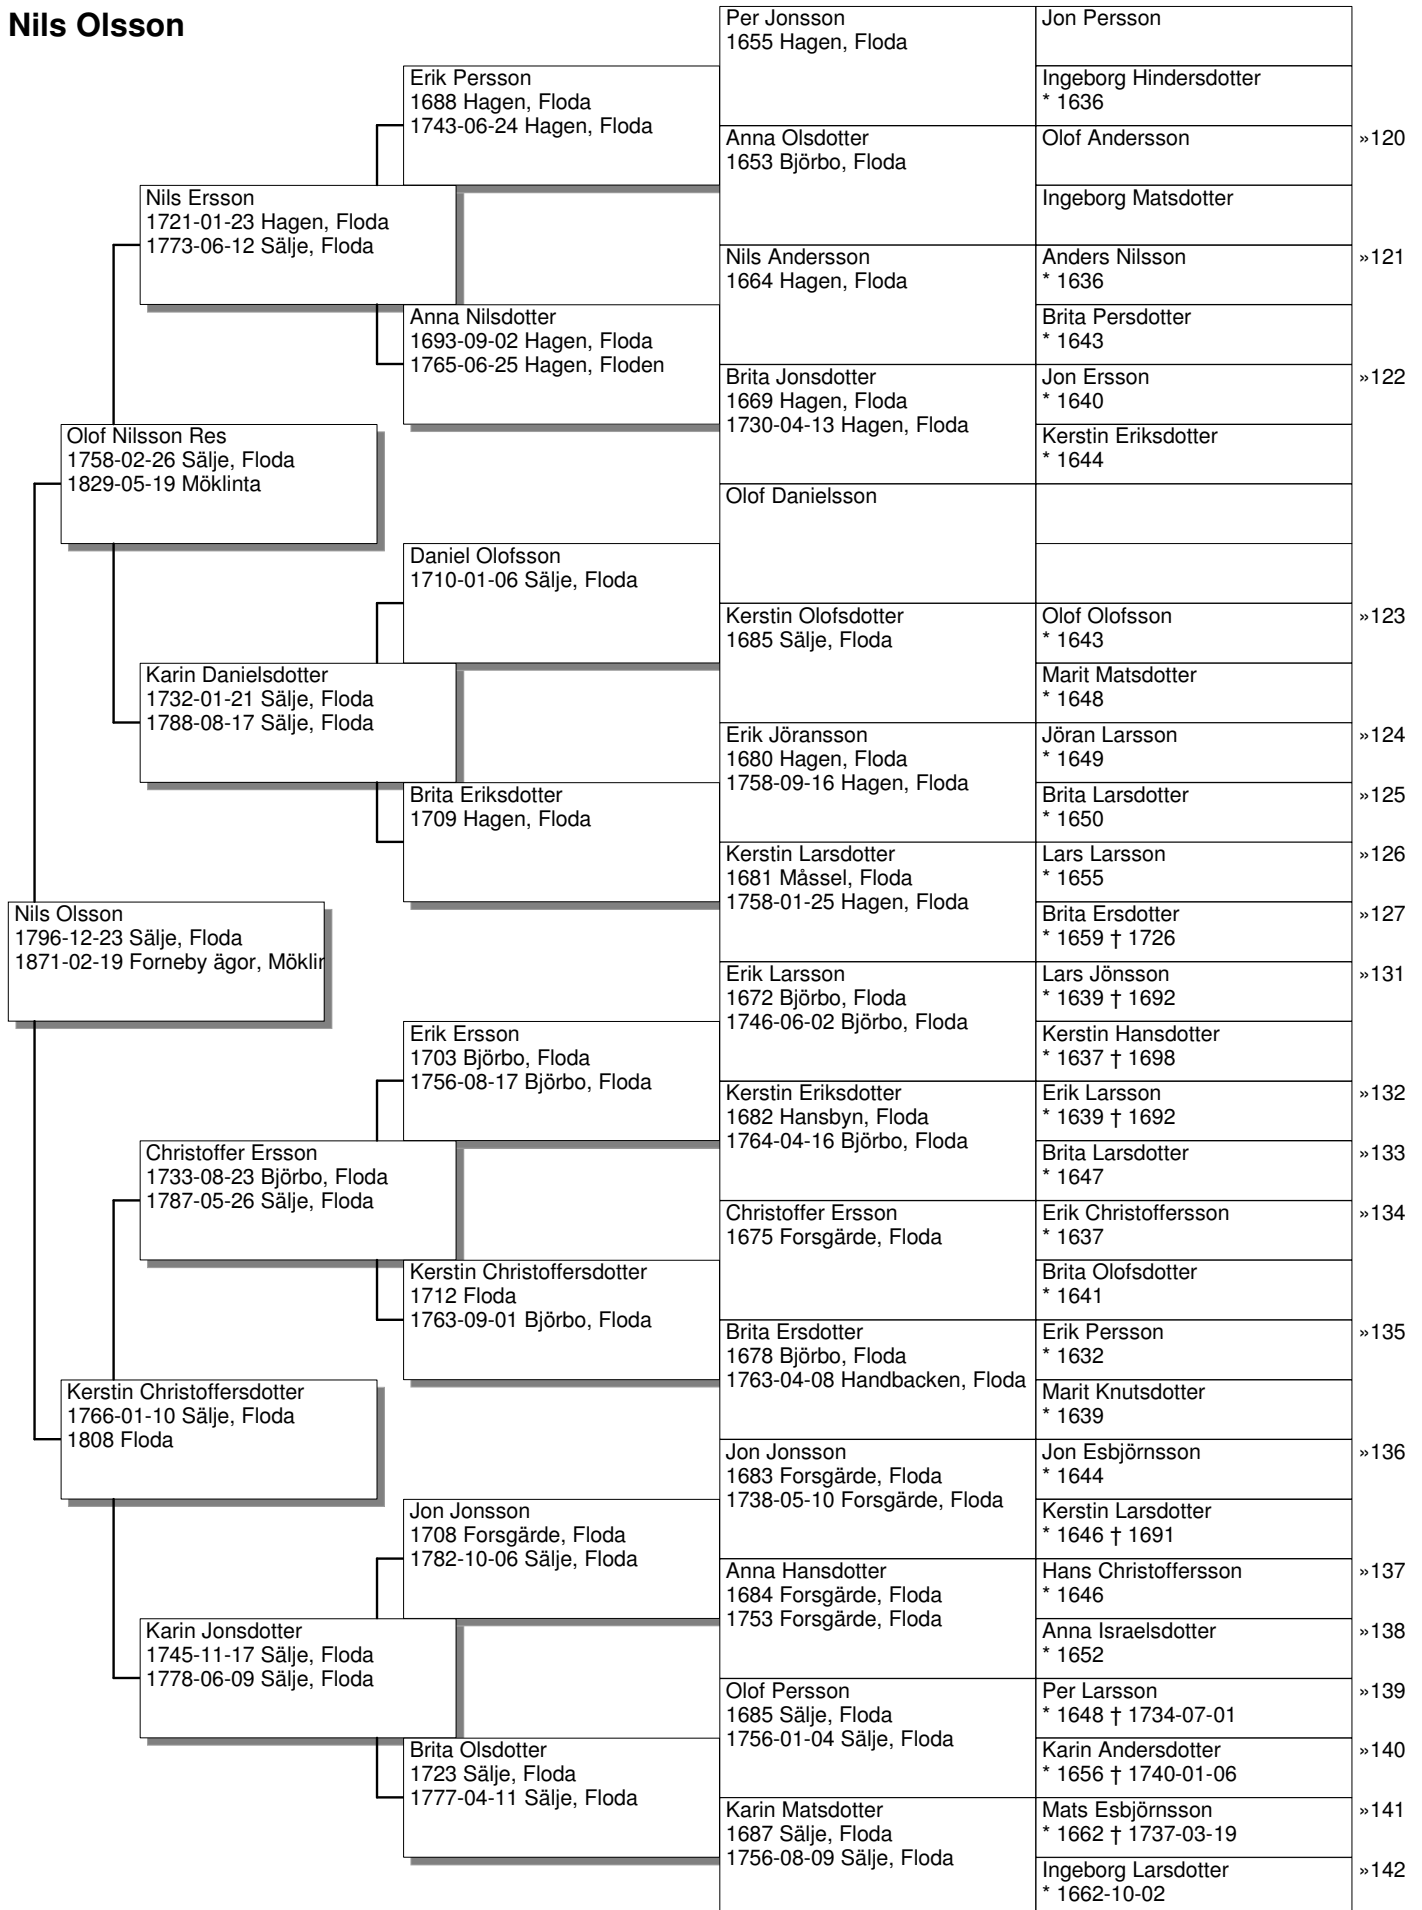 Nils Olsson
Per Jonsson
1655 Hagen, Floda
Jon Persson
Erik Persson
1688 Hagen, Floda
1743-06-24 Hagen, Floda
Ingeborg Hindersdotter
* 1636
Anna Olsdotter
1653 Björbo, Floda
Olof Andersson
»120
Nils Ersson
1721-01-23 Hagen, Floda
1773-06-12 Sälje, Floda
Ingeborg Matsdotter
Nils Andersson
1664 Hagen, Floda
Anders Nilsson
* 1636
»121
Anna Nilsdotter
1693-09-02 Hagen, Floda
1765-06-25 Hagen, Floden
Brita Persdotter
* 1643
Brita Jonsdotter
1669 Hagen, Floda
1730-04-13 Hagen, Floda
Jon Ersson
* 1640
»122
Olof Nilsson Res
1758-02-26 Sälje, Floda
1829-05-19 Möklinta
Kerstin Eriksdotter
* 1644
Olof Danielsson
Daniel Olofsson
1710-01-06 Sälje, Floda
Kerstin Olofsdotter
1685 Sälje, Floda
Olof Olofsson
* 1643
»123
Karin Danielsdotter
1732-01-21 Sälje, Floda
1788-08-17 Sälje, Floda
Marit Matsdotter
* 1648
Erik Jöransson
1680 Hagen, Floda
1758-09-16 Hagen, Floda
Jöran Larsson
* 1649
»124
Brita Eriksdotter
1709 Hagen, Floda
Brita Larsdotter
* 1650
»125
Kerstin Larsdotter
1681 Måssel, Floda
1758-01-25 Hagen, Floda
Lars Larsson
* 1655
»126
Nils Olsson
1796-12-23 Sälje, Floda
1871-02-19 Forneby ägor, Möklin
Brita Ersdotter
* 1659 † 1726
»127
Erik Larsson
1672 Björbo, Floda
1746-06-02 Björbo, Floda
Lars Jönsson
* 1639 † 1692
»131
Erik Ersson
1703 Björbo, Floda
1756-08-17 Björbo, Floda
Kerstin Hansdotter
* 1637 † 1698
Kerstin Eriksdotter
1682 Hansbyn, Floda
1764-04-16 Björbo, Floda
Erik Larsson
* 1639 † 1692
»132
Christoffer Ersson
1733-08-23 Björbo, Floda
1787-05-26 Sälje, Floda
Brita Larsdotter
* 1647
»133
Christoffer Ersson
1675 Forsgärde, Floda
Erik Christoffersson
* 1637
»134
Kerstin Christoffersdotter
1712 Floda
1763-09-01 Björbo, Floda
Brita Olofsdotter
* 1641
Brita Ersdotter
1678 Björbo, Floda
1763-04-08 Handbacken, Floda
Erik Persson
* 1632
»135
Kerstin Christoffersdotter
1766-01-10 Sälje, Floda
1808 Floda
Marit Knutsdotter
* 1639
Jon Jonsson
1683 Forsgärde, Floda
1738-05-10 Forsgärde, Floda
Jon Esbjörnsson
* 1644
»136
Jon Jonsson
1708 Forsgärde, Floda
1782-10-06 Sälje, Floda
Kerstin Larsdotter
* 1646 † 1691
Anna Hansdotter
1684 Forsgärde, Floda
1753 Forsgärde, Floda
Hans Christoffersson
* 1646
»137
Karin Jonsdotter
1745-11-17 Sälje, Floda
1778-06-09 Sälje, Floda
Anna Israelsdotter
* 1652
»138
Olof Persson
1685 Sälje, Floda
1756-01-04 Sälje, Floda
Per Larsson
* 1648 † 1734-07-01
»139
Brita Olsdotter
1723 Sälje, Floda
1777-04-11 Sälje, Floda
Karin Andersdotter
* 1656 † 1740-01-06
»140
Karin Matsdotter
1687 Sälje, Floda
1756-08-09 Sälje, Floda
Mats Esbjörnsson
* 1662 † 1737-03-19
»141
Ingeborg Larsdotter
* 1662-10-02
»142